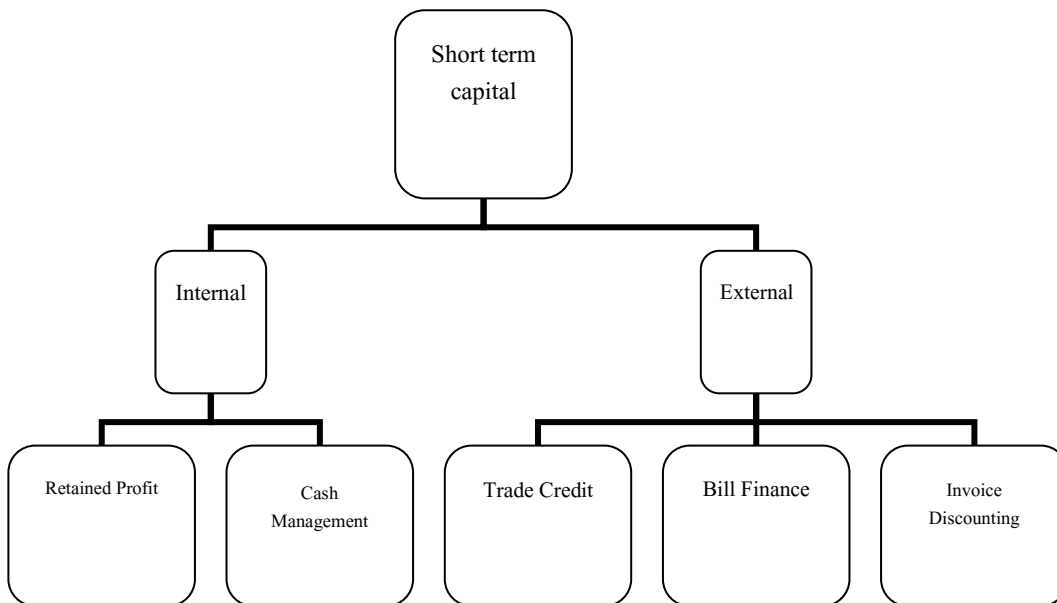 Short term
capital
Internal
External
Retained Profit
Cash
Management
Trade Credit
Bill Finance
Invoice
Discounting